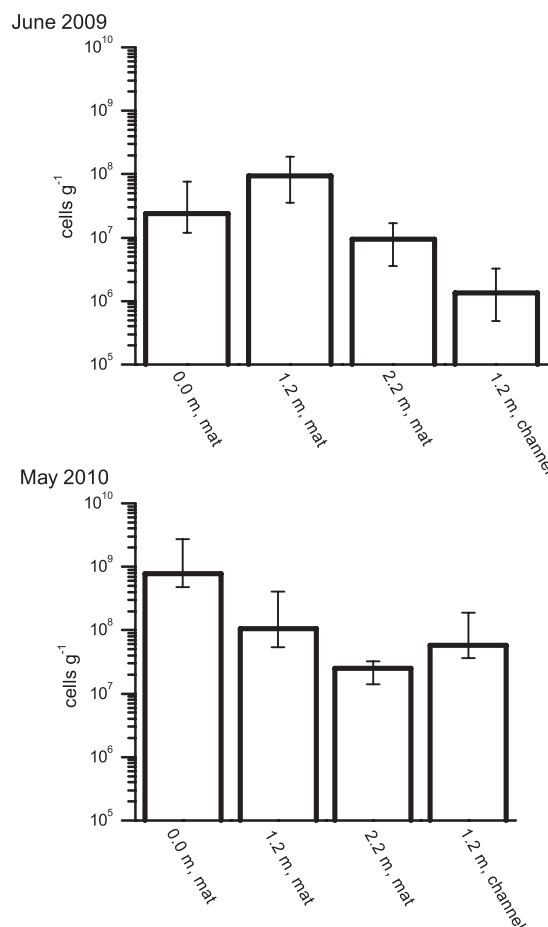 June 2009
10^10
10^9
10^8
10^7
10^6
10^5
cells g^-1
0.0 m, mat
1.2 m, mat
2.2 m, mat
1.2 m, channel
May 2010
10^10
10^9
10^8
10^7
10^6
10^5
cells g^-1
0.0 m, mat
1.2 m, mat
2.2 m, mat
1.2 m, channel